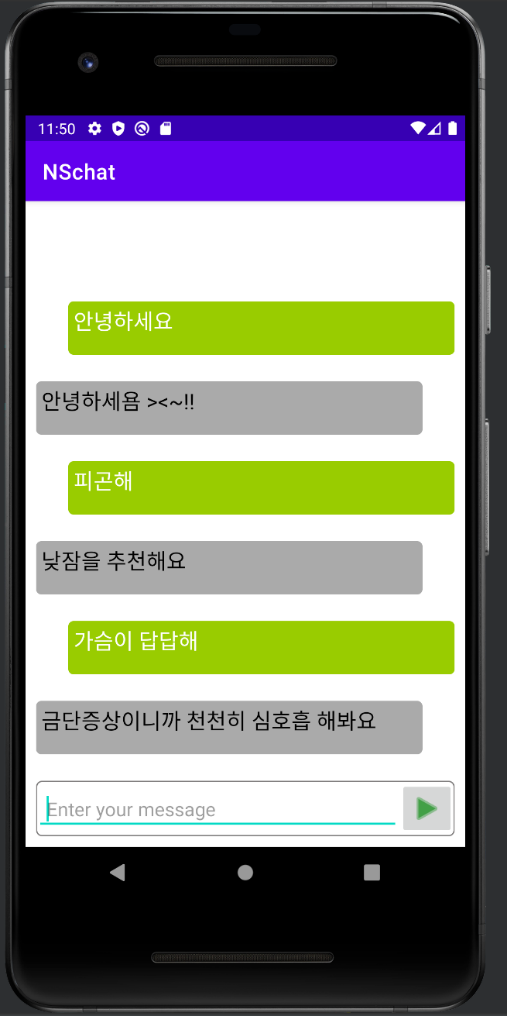 11:50
NSchat
안녕하세요
안녕하세욤 ><~!!
피곤해
낮잠을 추천해요
가슴이 답답해
금단증상이니까 천천히 심호흡 해봐요
Enter your message